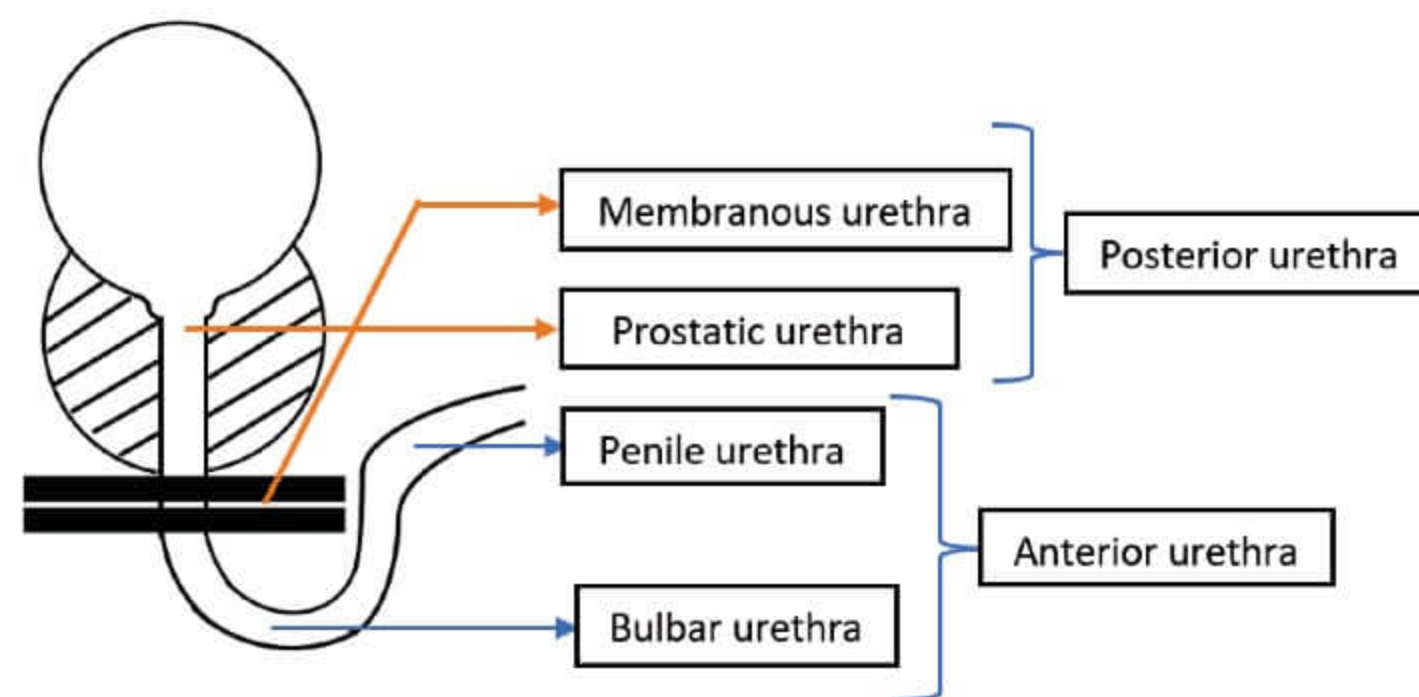 Membranous urethra
Posterior urethra
Prostatic urethra
Penile urethra
Anterior urethra
Bulbar urethra